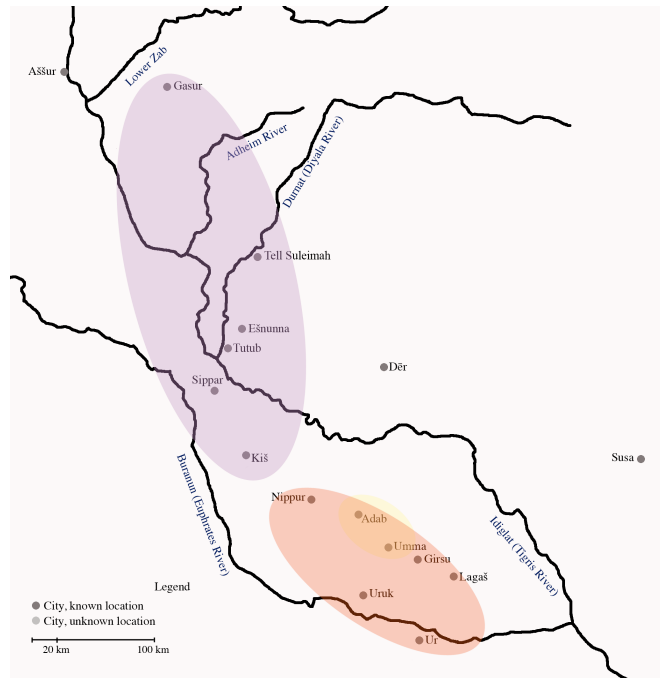 Lower Zab
Aššur
Gasur
Adheim River
Durnat (Diyala River)
Tell Suleimah
Ešnunna
Tutub
Dēr
Sippar
Kiš
Susa
Buranun (Euphrates River)
Nippur
Adab
Idiglat (Tigris River)
Umma
Girsu
Lagaš
Uruk
Ur
Legend
City, known location
City, unknown location
20 km 100 km